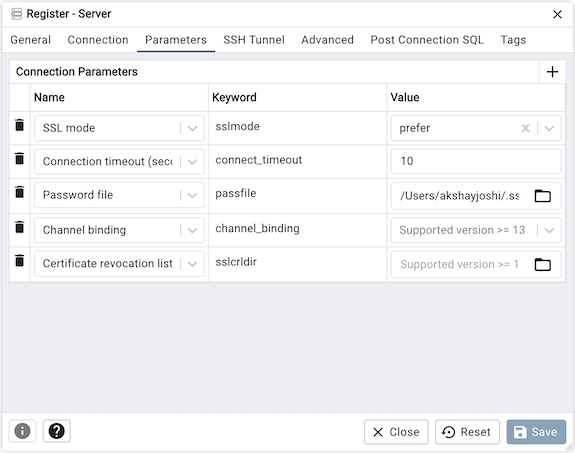 Register - Server
General Connection Parameters SSH Tunnel Advanced Post Connection SQL Tags
Connection Parameters
Name Keyword Value
SSL mode sslmode prefer
Connection timeout (seco connect_timeout 10
Password file passfile /Users/akshayjoshi/.ss
Channel binding channel_binding Supported version >= 13
Certificate revocation list sslcrldir Supported version >= 1
Close Reset Save